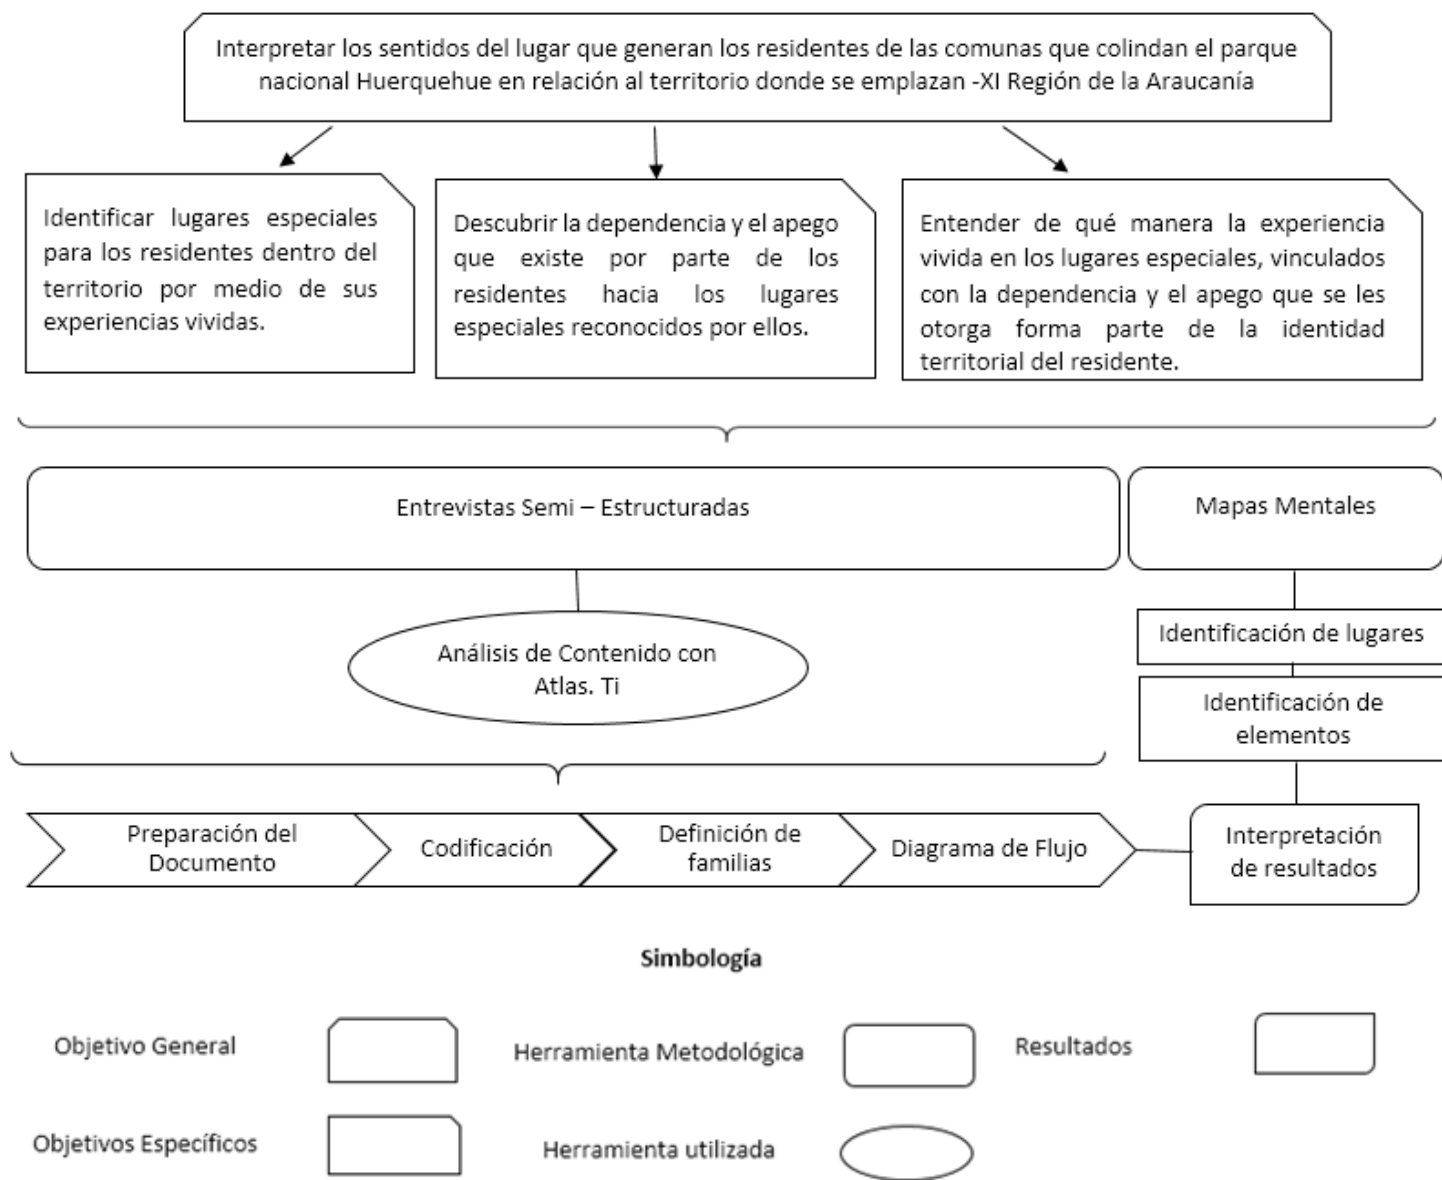 Interpretar los sentidos del lugar que generan los residentes de las comunas que colindan el parque
nacional Huerquehue en relación al territorio donde se emplazan -XI Región de la Araucanía
Identificar lugares especiales
para los residentes dentro del
territorio por medio de sus
experiencias vividas.
Descubrir la dependencia y el apego
que existe por parte de los
residentes hacia los lugares
especiales reconocidos por ellos.
Entender de qué manera la experiencia
vivida en los lugares especiales, vinculados
con la dependencia y el apego que se les
otorga forma parte de la identidad
territorial del residente.
Entrevistas Semi – Estructuradas
Mapas Mentales
Análisis de Contenido con
Atlas. Ti
Identificación de lugares
Identificación de
elementos
Preparación del
Documento
Codificación
Definición de
familias
Diagrama de Flujo
Interpretación
de resultados
Simbología
Objetivo General
Herramienta Metodológica
Resultados
Objetivos Específicos
Herramienta utilizada